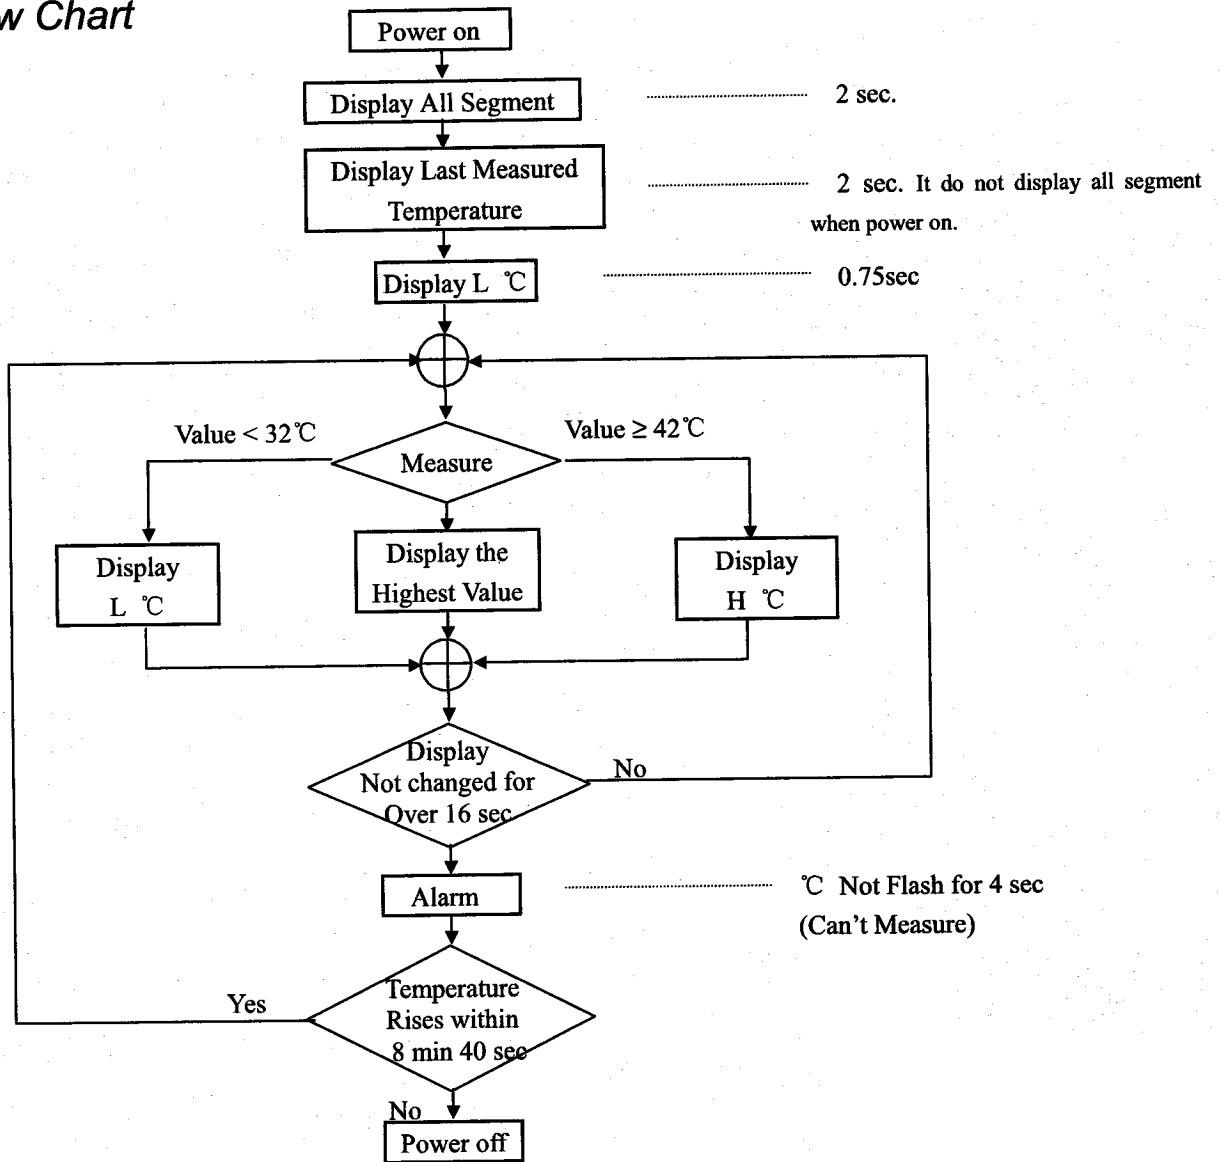 w Chart
Power on
Display All Segment
2 sec.
Display Last Measured
Temperature
2 sec. It do not display all segment
when power on.
Display L ℃
0.75sec
Value < 32℃
Value ≥ 42℃
Measure
Display
L ℃
Display the
Highest Value
Display
H ℃
Display
Not changed for
Over 16 sec
No
Alarm
℃ Not Flash for 4 sec
(Can't Measure)
Yes
Temperature
Rises within
8 min 40 sec
No
Power off